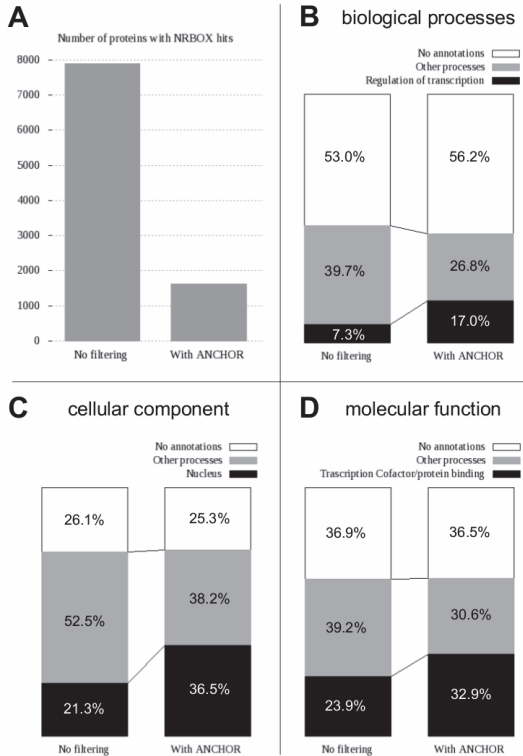 A
Number of proteins with NRBOX hits
8000
7000
6000
5000
4000
3000
2000
1000
0
No filtering
With ANCHOR
B biological processes
No annotations
Other processes
Regulation of transcription
53.0% 56.2%
39.7% 26.8%
7.3% 17.0%
No filtering With ANCHOR
C cellular component
No annotations
Other processes
Nucleus
26.1% 25.3%
52.5% 38.2%
21.3% 36.5%
No filtering With ANCHOR
D molecular function
No annotations
Other processes
Trascription Cofactor/protein binding
36.9% 36.5%
39.2% 30.6%
23.9% 32.9%
No filtering With ANCHOR